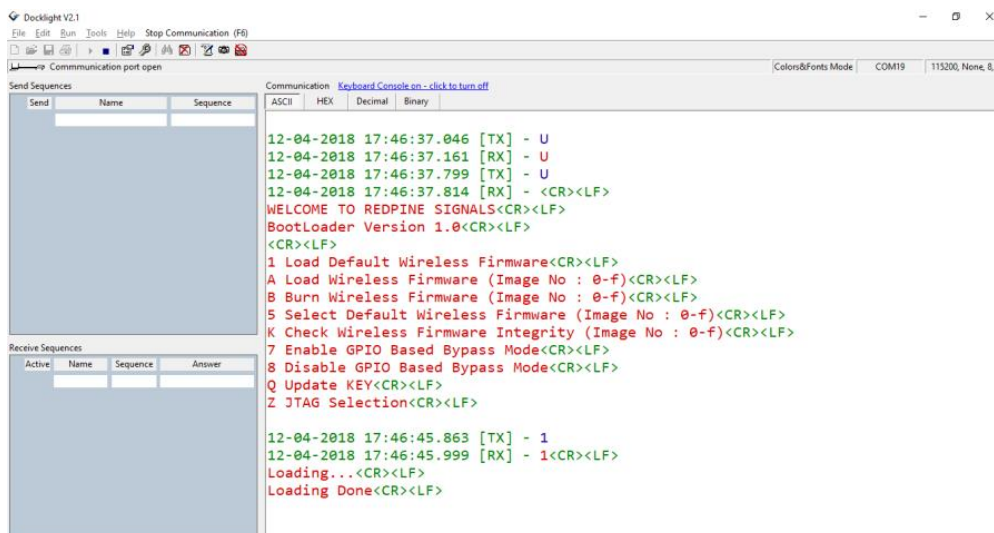 Docklight V2.1
File Edit Run Tools Help Stop Communication (F6)
Commmunication port open
Colors&Fonts Mode COM19 115200, None, 8,
Send Sequences
Send Name Sequence
Communication Keyboard Console on - click to turn off
ASCII HEX Decimal Binary
12-04-2018 17:46:37.046 [TX] - U
12-04-2018 17:46:37.161 [RX] - U
12-04-2018 17:46:37.799 [TX] - U
12-04-2018 17:46:37.814 [RX] - <CR><LF>
WELCOME TO REDPINE SIGNALS<CR><LF>
BootLoader Version 1.0<CR><LF>
<CR><LF>
1 Load Default Wireless Firmware<CR><LF>
A Load Wireless Firmware (Image No : 0-f)<CR><LF>
B Burn Wireless Firmware (Image No : 0-f)<CR><LF>
5 Select Default Wireless Firmware (Image No : 0-f)<CR><LF>
K Check Wireless Firmware Integrity (Image No : 0-f)<CR><LF>
7 Enable GPIO Based Bypass Mode<CR><LF>
8 Disable GPIO Based Bypass Mode<CR><LF>
Q Update KEY<CR><LF>
Z JTAG Selection<CR><LF>
12-04-2018 17:46:45.863 [TX] - 1
12-04-2018 17:46:45.999 [RX] - 1<CR><LF>
Loading...<CR><LF>
Loading Done<CR><LF>
Receive Sequences
Active Name Sequence Answer